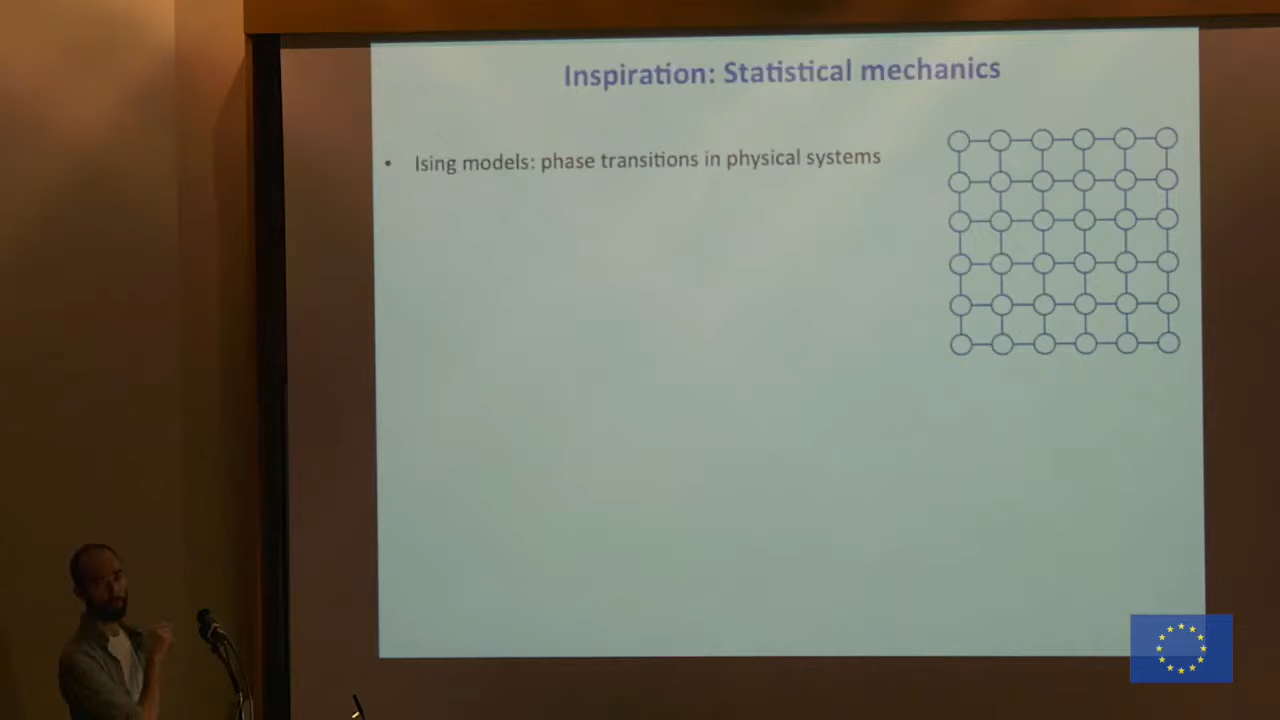 Inspiration: Statistical mechanics
• Ising models: phase transitions in physical systems